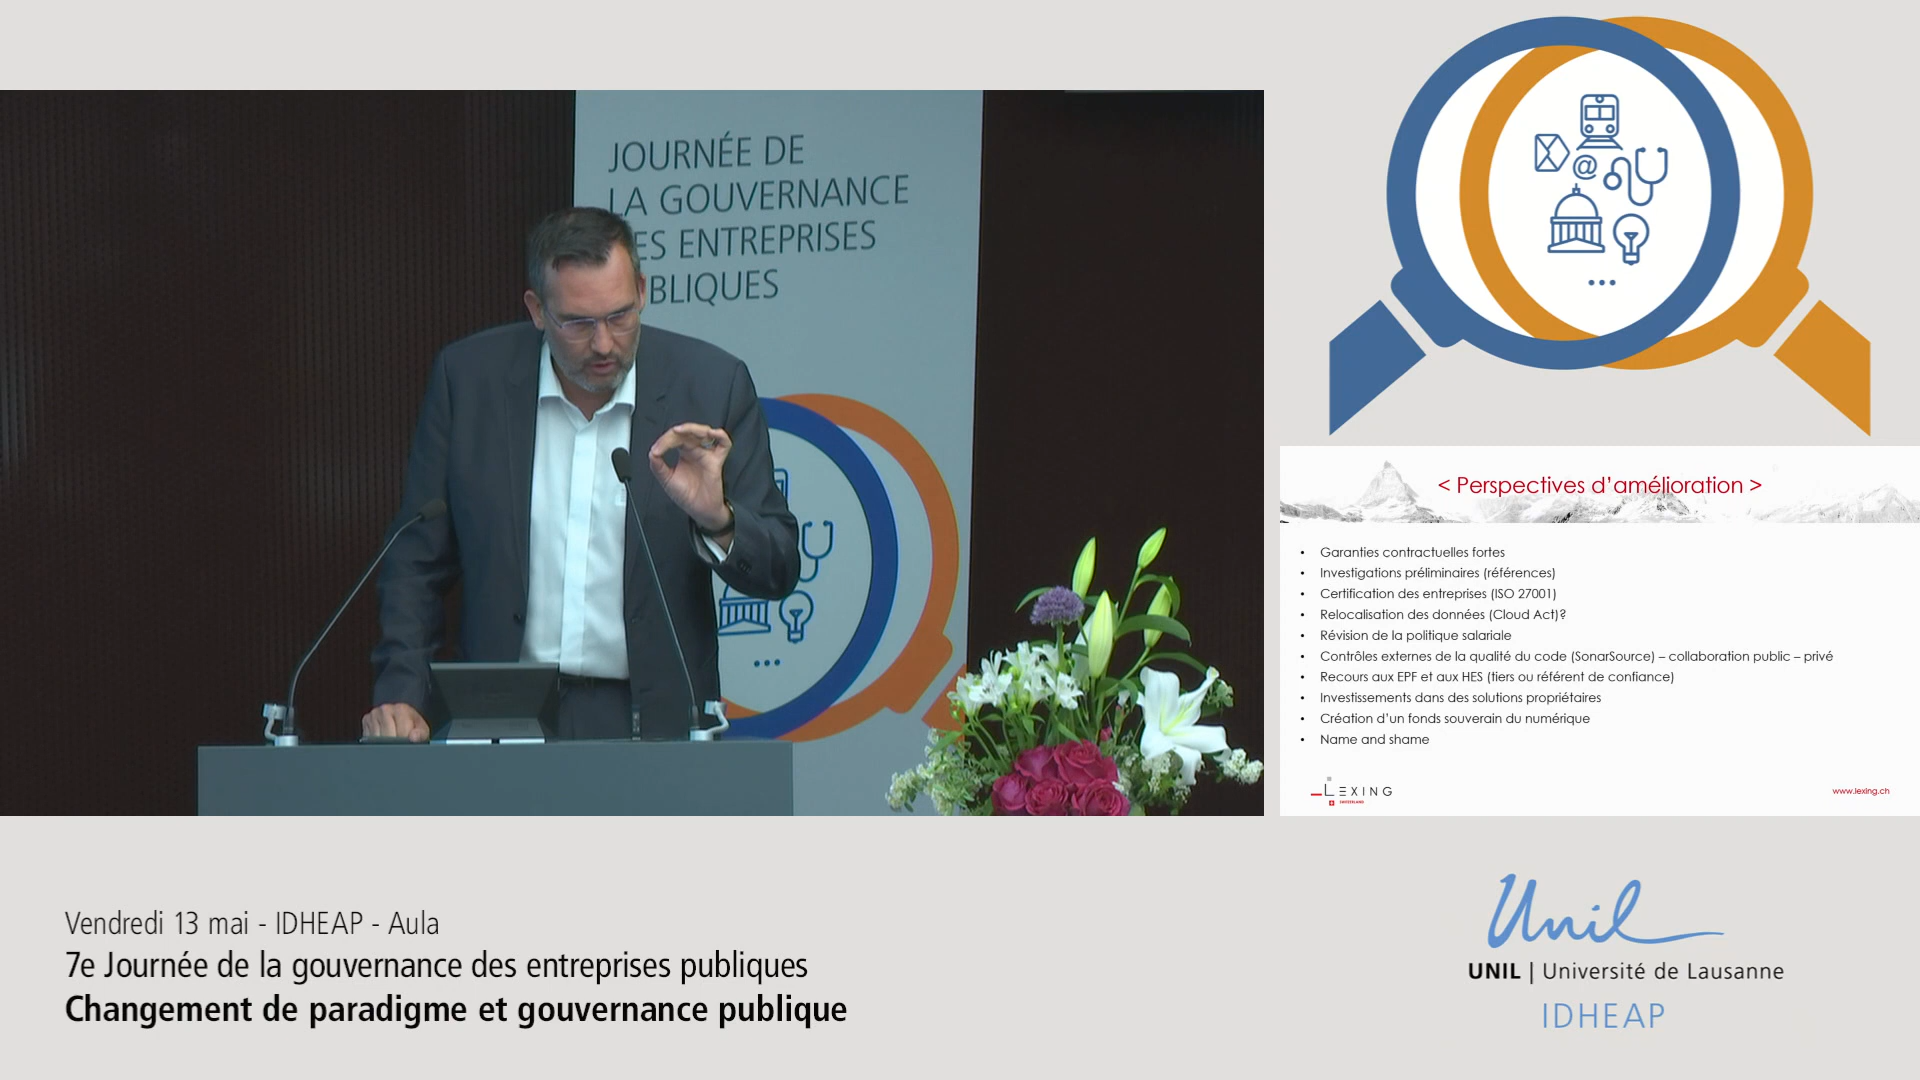 JOURNÉE DE
LA GOUVERNANCE
ES ENTREPRISES
BLIQUES
@
< Perspectives d'amélioration >
• Garanties contractuelles fortes
• Investigations préliminaires (références)
• Certification des entreprises (ISO 27001)
• Relocalisation des données (Cloud Act)?
• Révision de la politique salariale
• Contrôles externes de la qualité du code (SonarSource) – collaboration public – privé
• Recours aux EPF et aux HES (tiers ou référent de confiance)
• Investissements dans des solutions propriétaires
• Création d'un fonds souverain du numérique
• Name and shame
LEXING
www.lexing.ch
Vendredi 13 mai - IDHEAP - Aula
7e Journée de la gouvernance des entreprises publiques
Changement de paradigme et gouvernance publique
Unil
UNIL | Université de Lausanne
IDHEAP